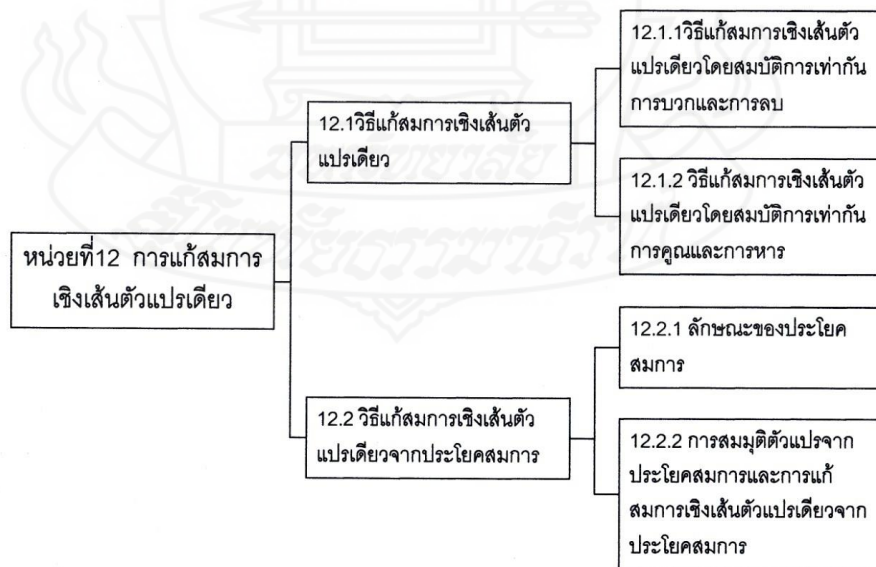 หน่วยที่12 การแก้สมการ
เชิงเส้นตัวแปรเดียว
12.1วิธีแก้สมการเชิงเส้นตัว
แปรเดียว
12.1.1วิธีแก้สมการเชิงเส้นตัว
แปรเดียวโดยสมบัติการเท่ากัน
การบวกและการลบ
12.1.2 วิธีแก้สมการเชิงเส้นตัว
แปรเดียวโดยสมบัติการเท่ากัน
การคูณและการหาร
12.2 วิธีแก้สมการเชิงเส้นตัว
แปรเดียวจากประโยคสมการ
12.2.1 ลักษณะของประโยค
สมการ
12.2.2 การสมมุติตัวแปรจาก
ประโยคสมการและการแก้
สมการเชิงเส้นตัวแปรเดียวจาก
ประโยคสมการ